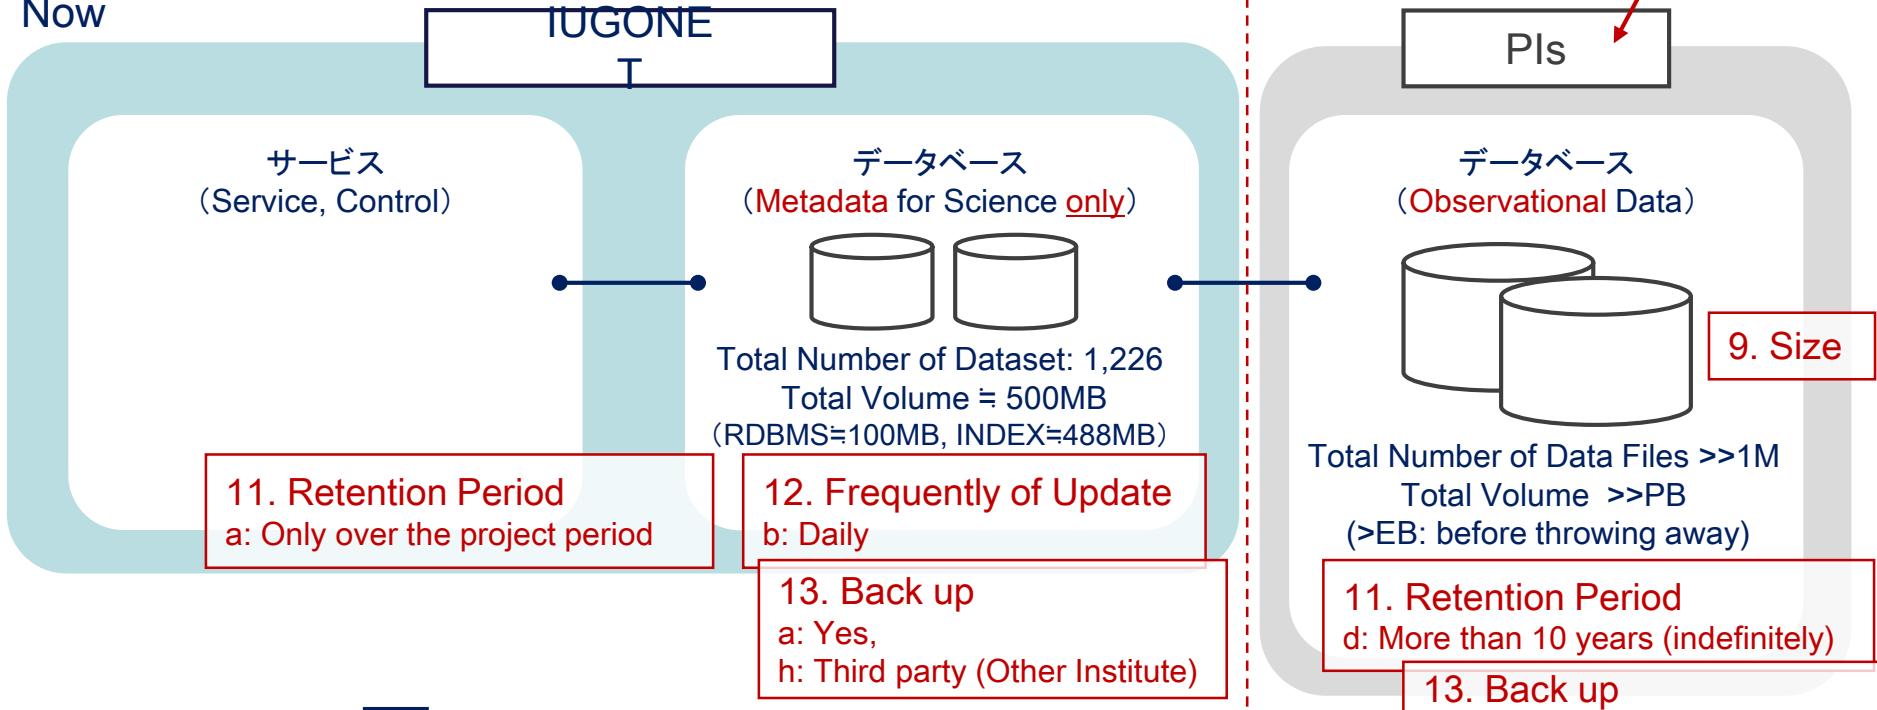 Now
IUGONE
T
サービス
（Service, Control）
データベース
（Metadata for Science only）
Total Number of Dataset: 1,226
Total Volume ≒ 500MB
（RDBMS≒100MB, INDEX≒488MB）
11. Retention Period
a: Only over the project period
12. Frequently of Update
b: Daily
13. Back up
a: Yes,
h: Third party (Other Institute)
PIs
データベース
（Observational Data）
9. Size
Total Number of Data Files >>1M
Total Volume >>PB
(>EB: before throwing away)
11. Retention Period
d: More than 10 years (indefinitely)
13. Back up